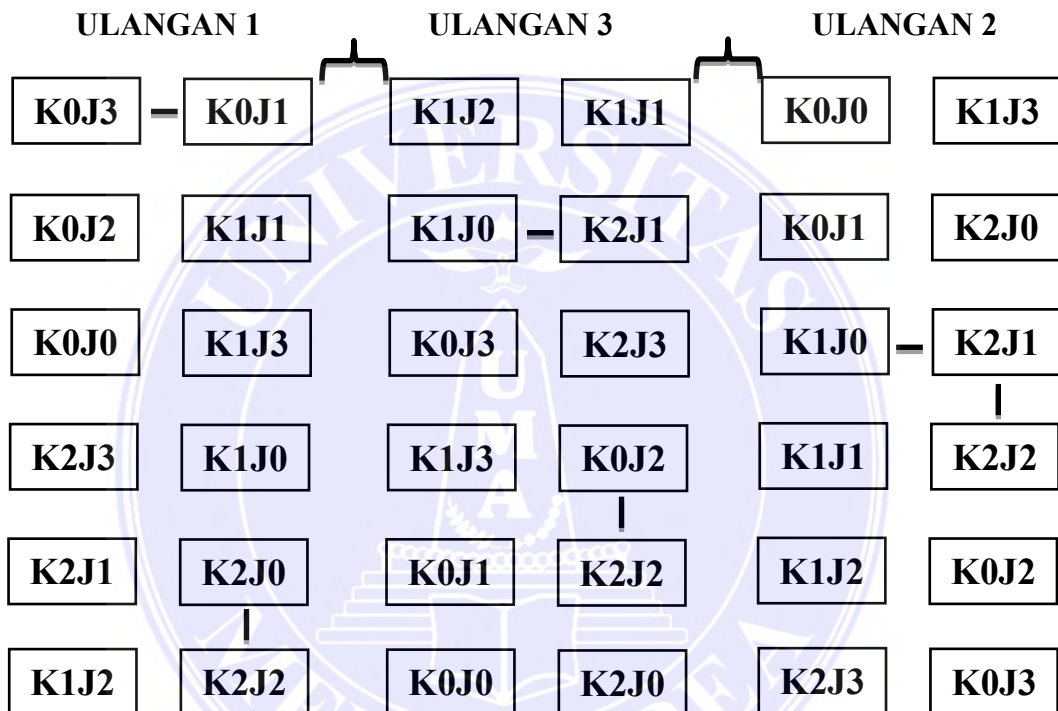 ULANGAN 1 ULANGAN 3 ULANGAN 2
K0J3 K0J1 K1J2 K1J1 K0J0 K1J3
K0J2 K1J1 K1J0 K2J1 K0J1 K2J0
K0J0 K1J3 K0J3 K2J3 K1J0 K2J1
K2J3 K1J0 K1J3 K0J2 K1J1 K2J2
K2J1 K2J0 K0J1 K2J2 K1J2 K0J2
K1J2 K2J2 K0J0 K2J0 K2J3 K0J3
UNIVERSITAS
UMA